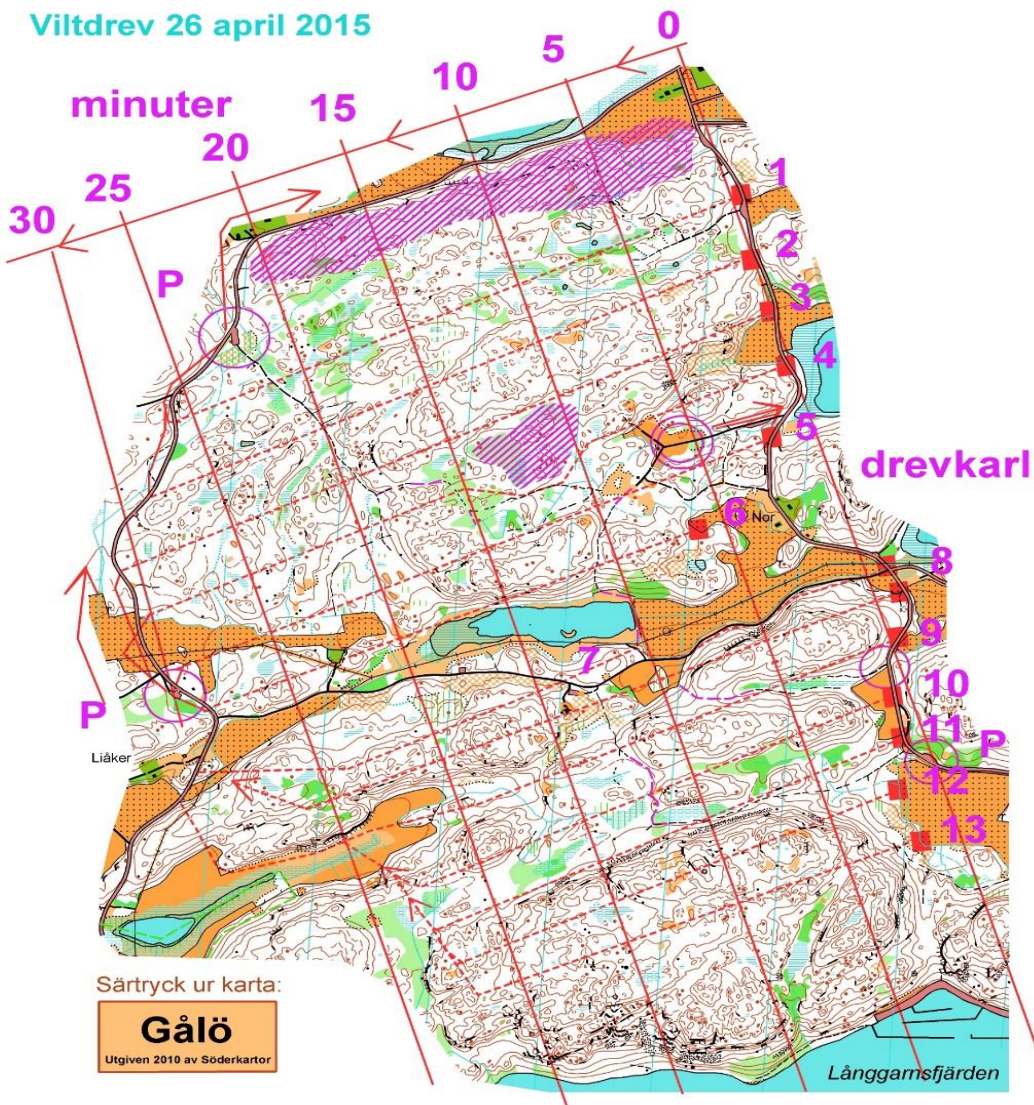 Viltdrev 26 april 2015
0
5
10
minuter
15
20
25
30
1
2
P
3
4
5
drevkarl
6
Nor
8
9
7
10
P
11
P
Liåker
12
13
Särtryck ur karta:
Gålö
Utgiven 2010 av Söderkartor
Långgarnsfjärden